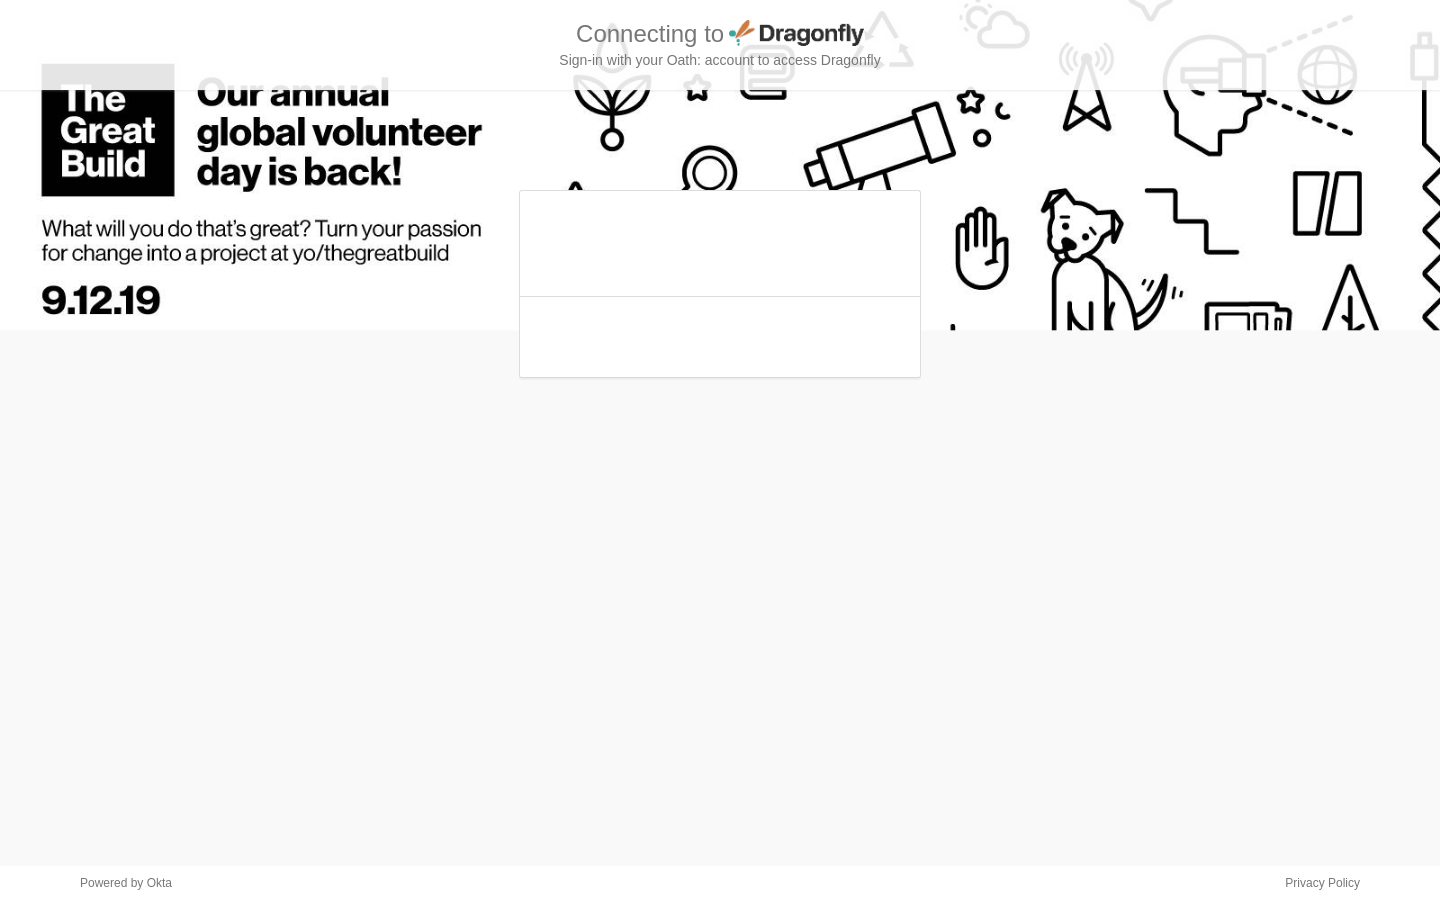 Connecting to Dragonfly
Sign-in with your Oath: account to access Dragonfly
The
Great
Build
Our annual
global volunteer
day is back!
What will you do that's great? Turn your passion
for change into a project at yo/thegreatbuild
9.12.19
Powered by Okta
Privacy Policy